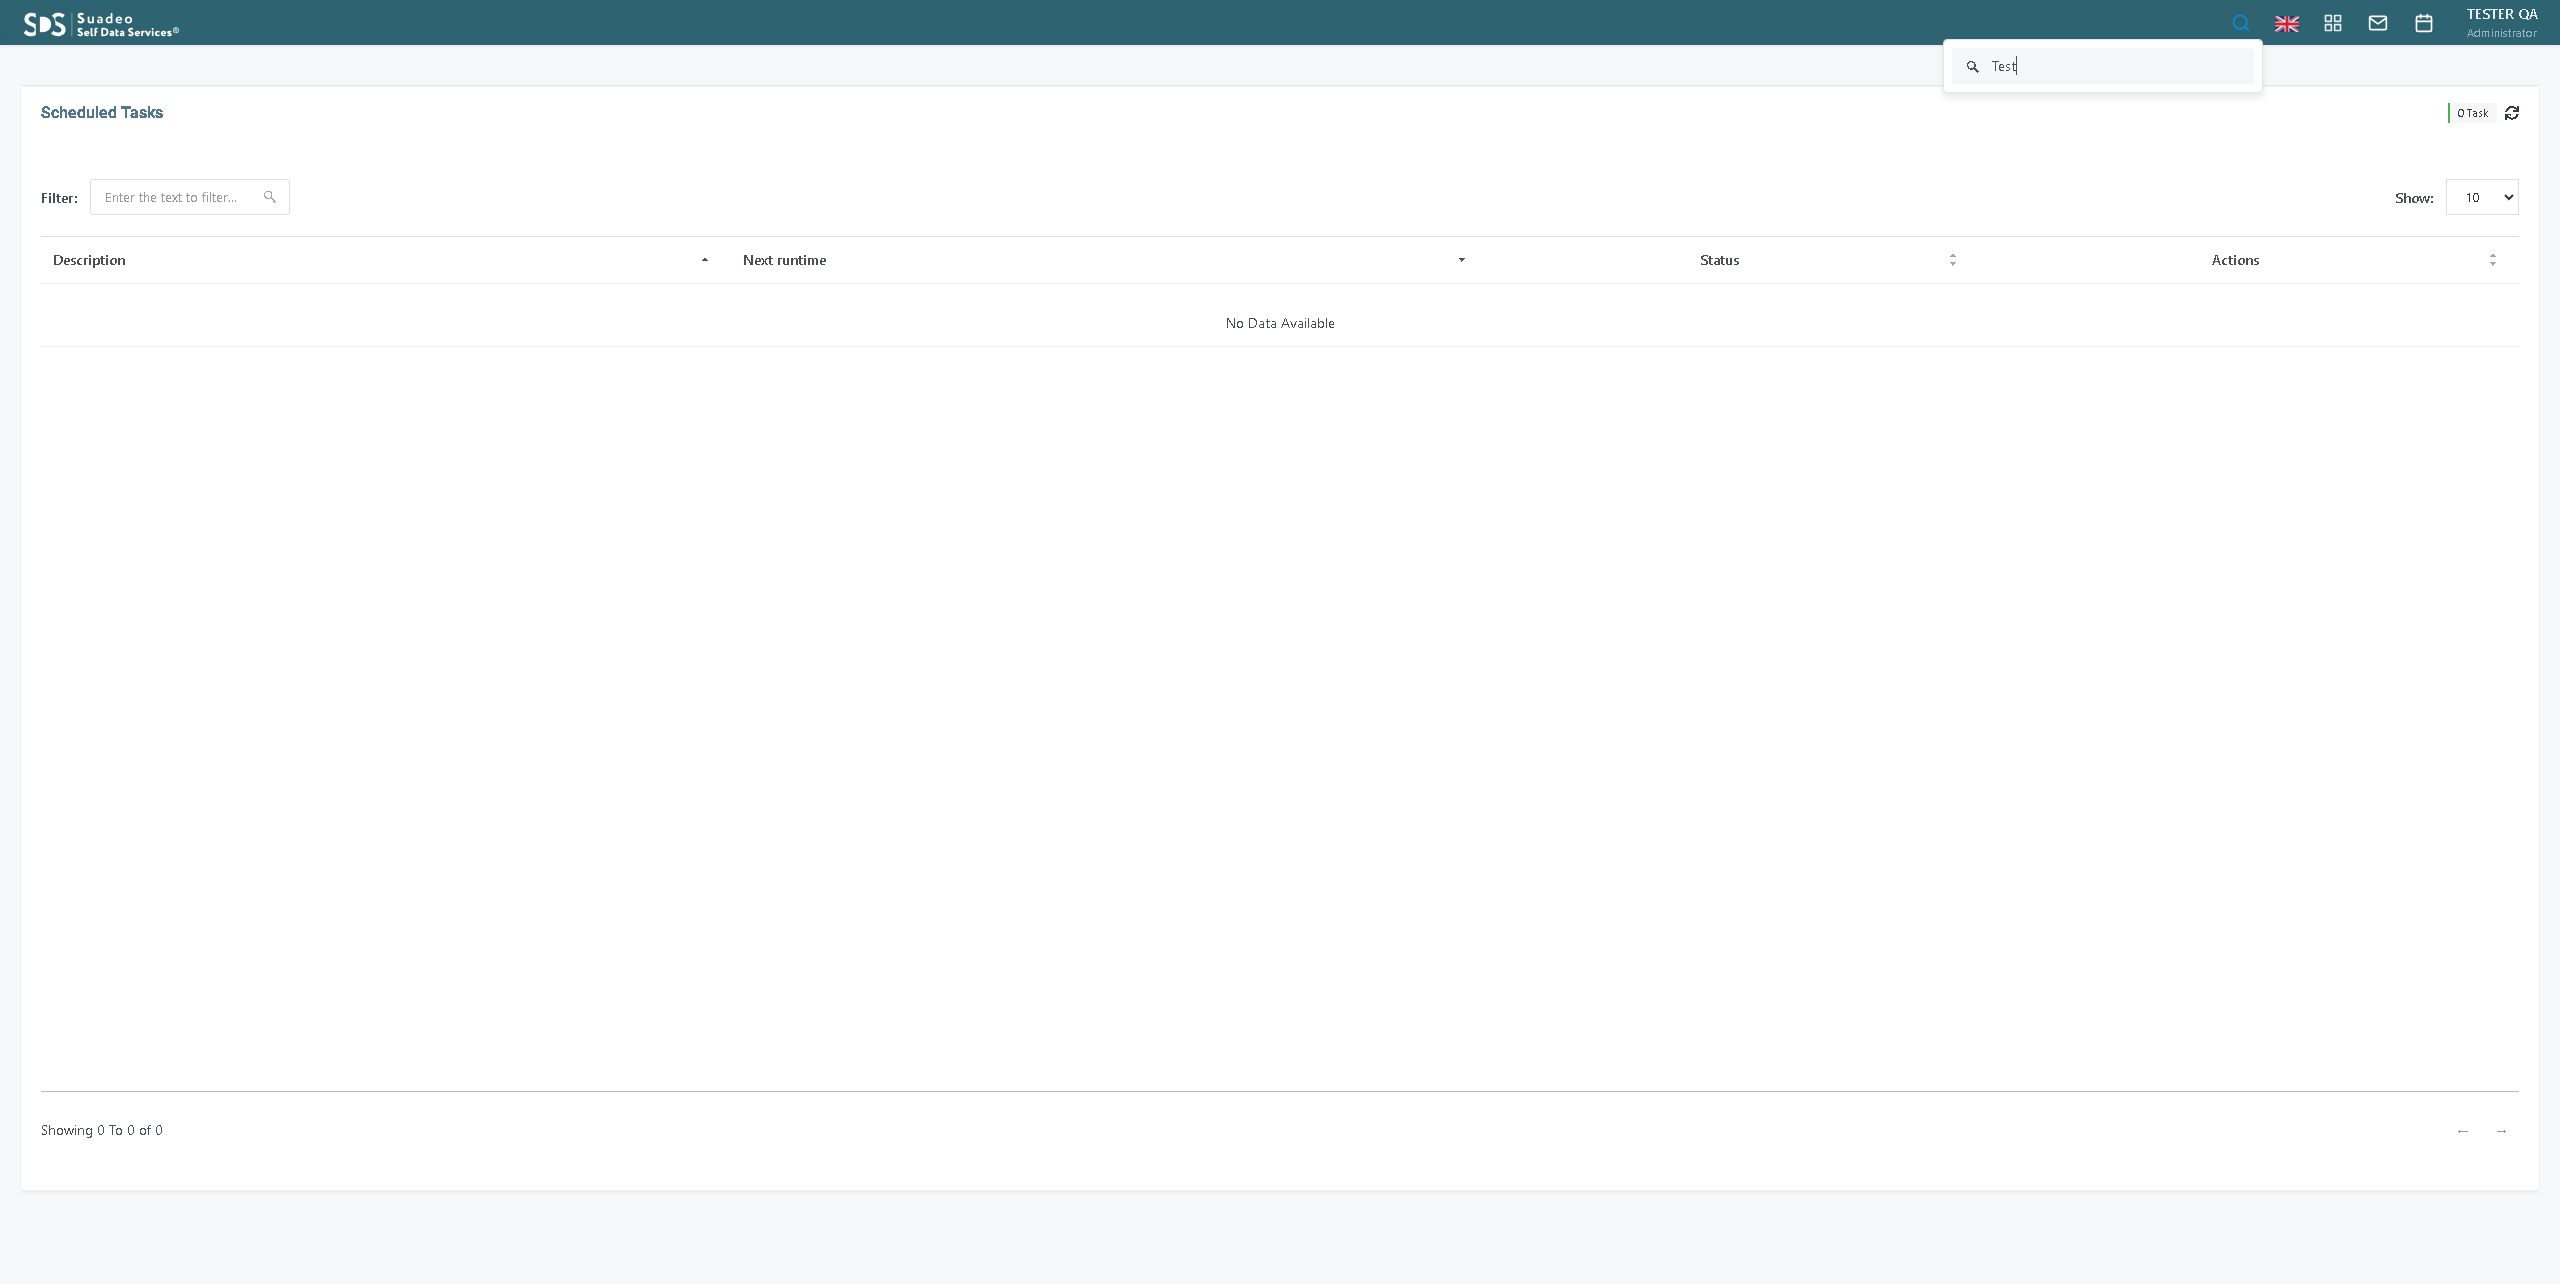 SDS Suadeo
Self Data Services®
TESTER QA
Administrator
Test
Scheduled Tasks
0 Task
Filter: Enter the text to filter...
Show: 10
Description Next runtime Status Actions
No Data Available
Showing 0 To 0 of 0
← →